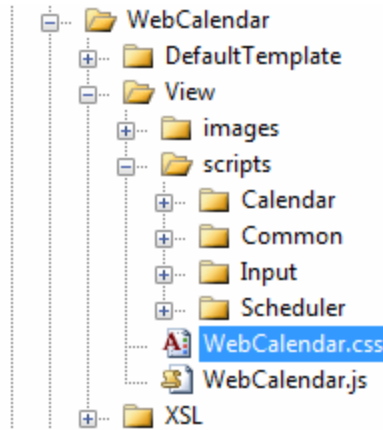 WebCalendar
DefaultTemplate
View
images
scripts
Calendar
Common
Input
Scheduler
WebCalendar.css
WebCalendar.js
XSL